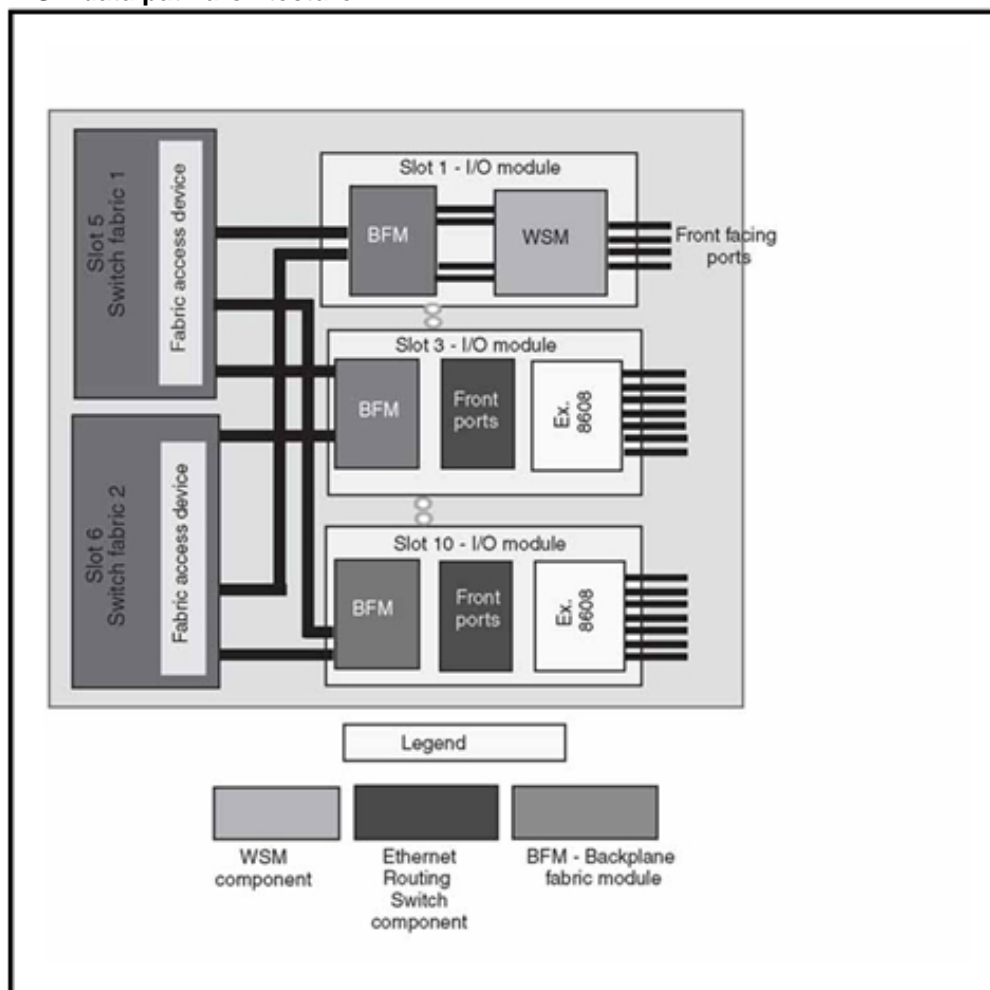 Slot 5
Switch fabric 1
Fabric access device
Slot 1 - I/O module
BFM
WSM
Front facing
ports
Slot 3 - I/O module
BFM
Front
ports
Ex.
8608
Slot 6
Switch fabric 2
Fabric access device
Slot 10 - I/O module
BFM
Front
ports
Ex.
8608
Legend
WSM
component
Ethernet
Routing
Switch
component
BFM - Backplane
fabric module